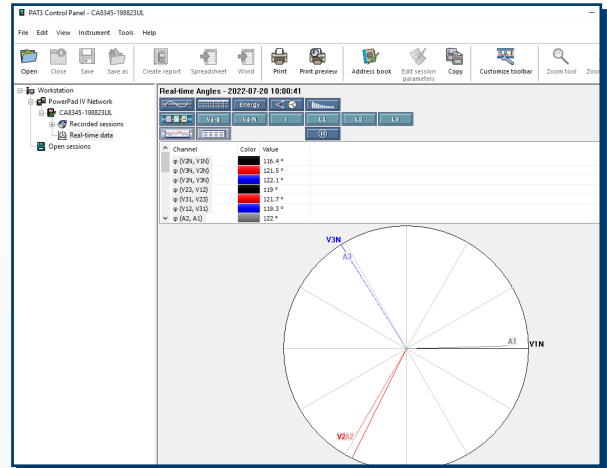 PAT3 Control Panel - CA8345-198823UL
File Edit View Instrument Tools Help
Open Close Save Save as Create report Spreadsheet Word Print Print preview Address book Edit session parameters Copy Customize toolbar Zoom tool Zoo
Workstation
PowerPad IV Network
CA8345-198823UL
Recorded sessions
Real-time data
Open sessions
Real-time Angles - 2022-07-20 10:00:41
Energy
I L1 L2 L3
Channel Color Value
φ (V2N, V1N) 116.4 °
φ (V3N, V2N) 121.5 °
φ (V1N, V3N) 122.1 °
φ (V23, V12) 119 °
φ (V31, V23) 121.7 °
φ (V12, V31) 119.3 °
φ (A2, A1) 122 °
V3N
A3
A1 V1N
A2